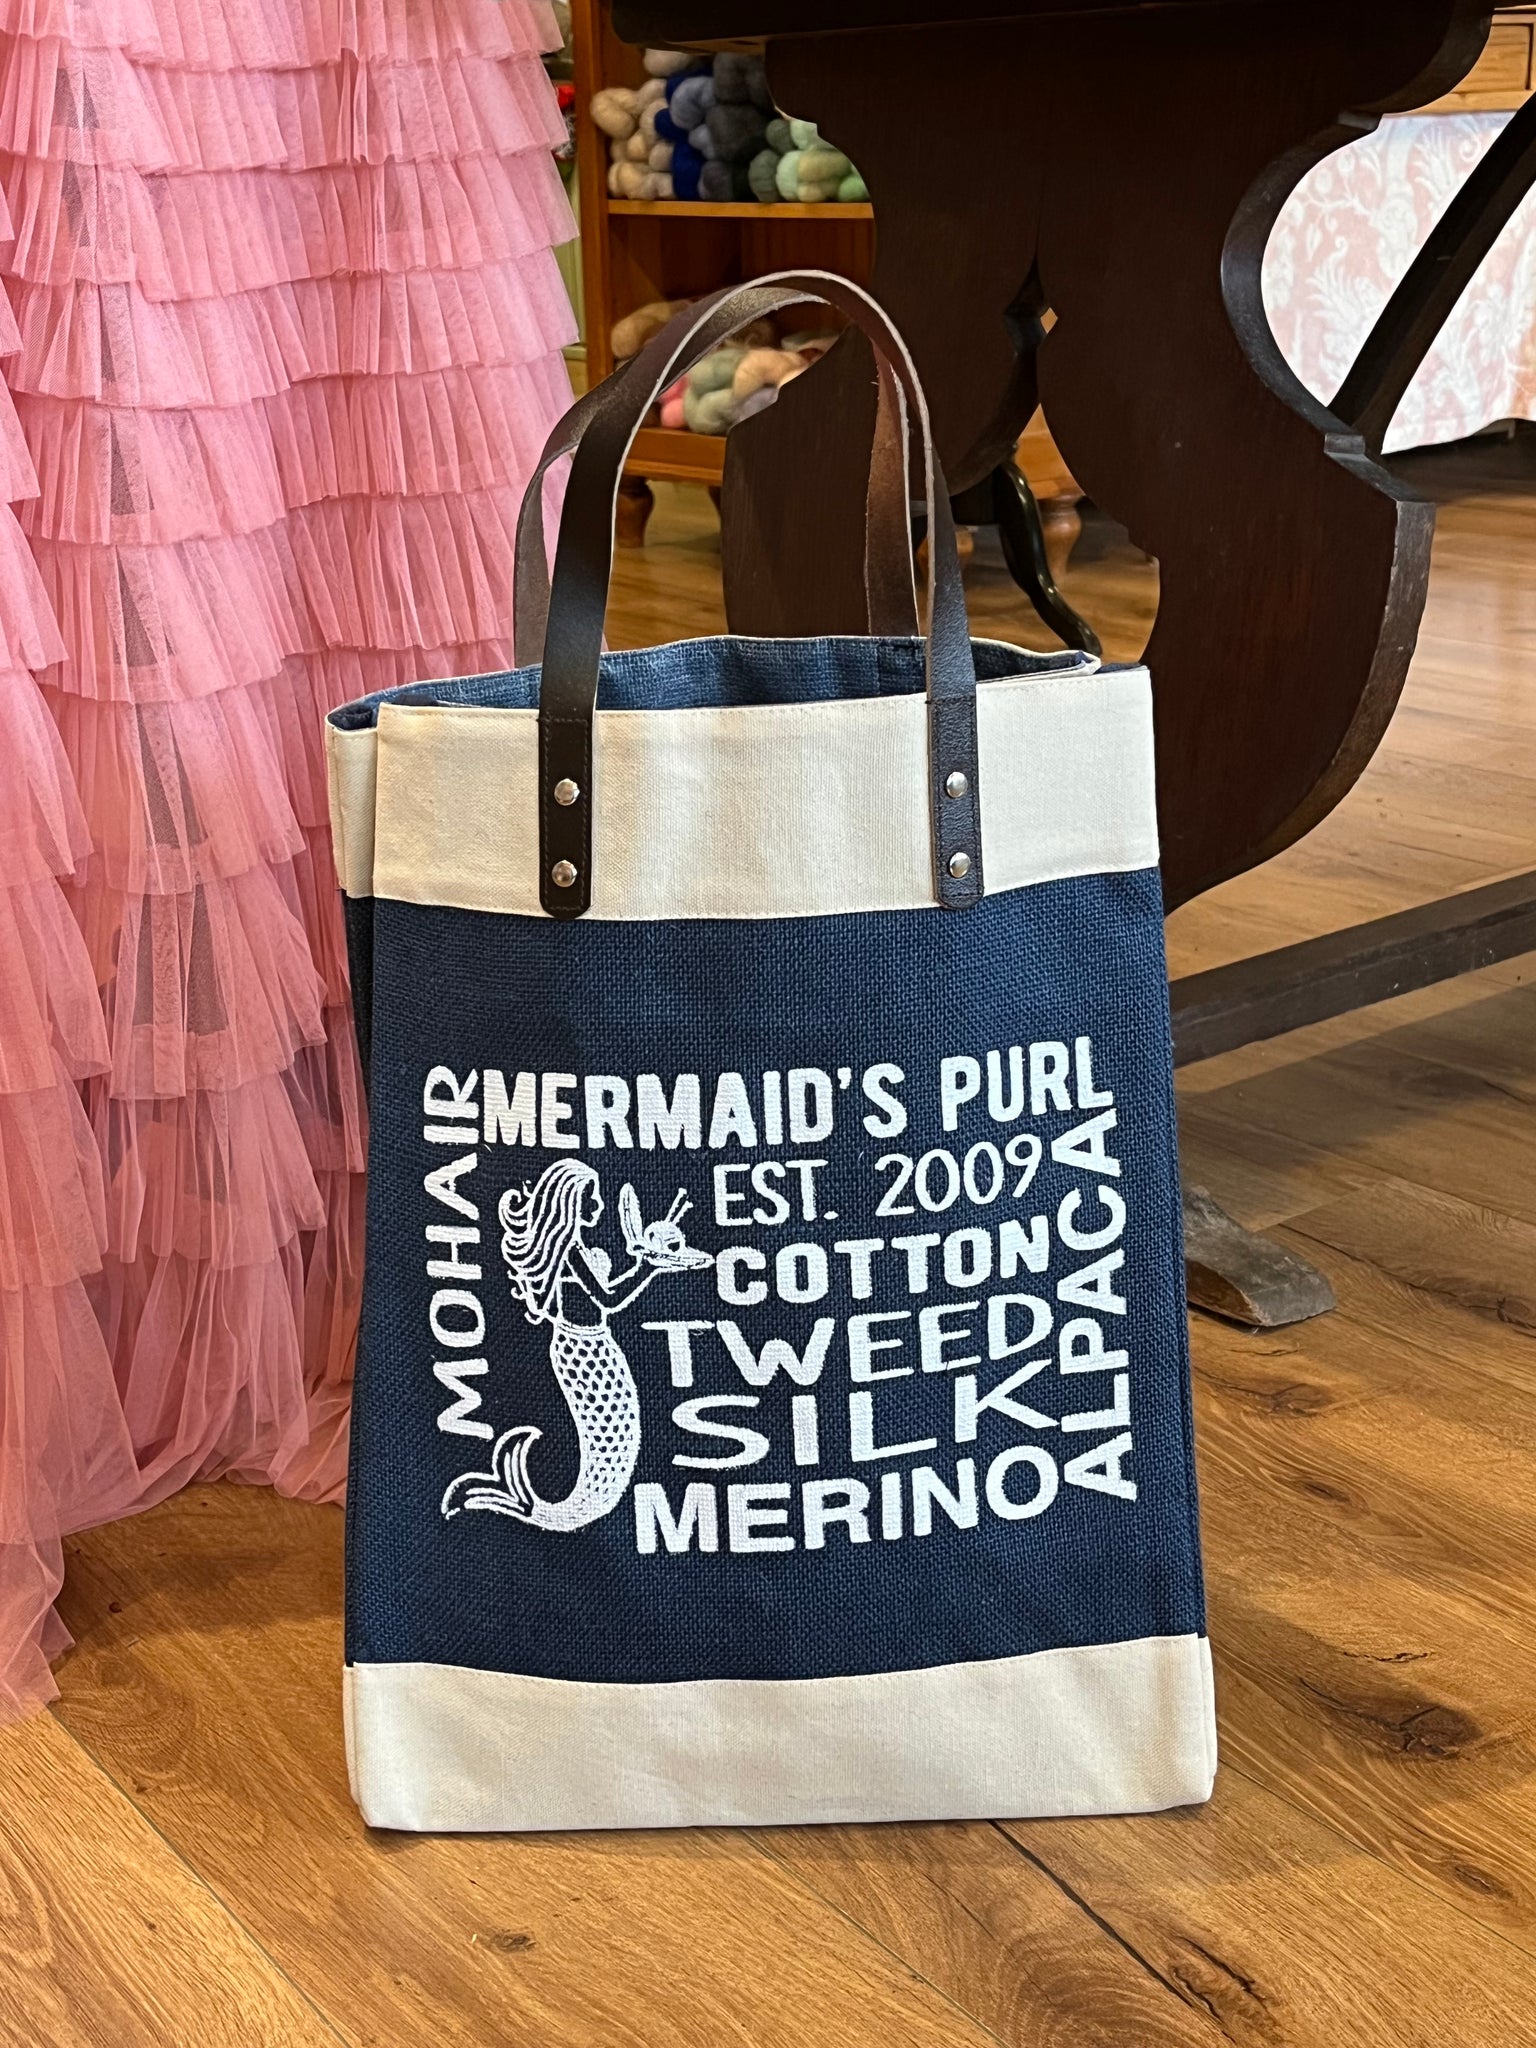 MERMAID'S PURL
MOHAIR
EST. 2009
COTTON
TWEED
SILK
MERINO
ALPACA